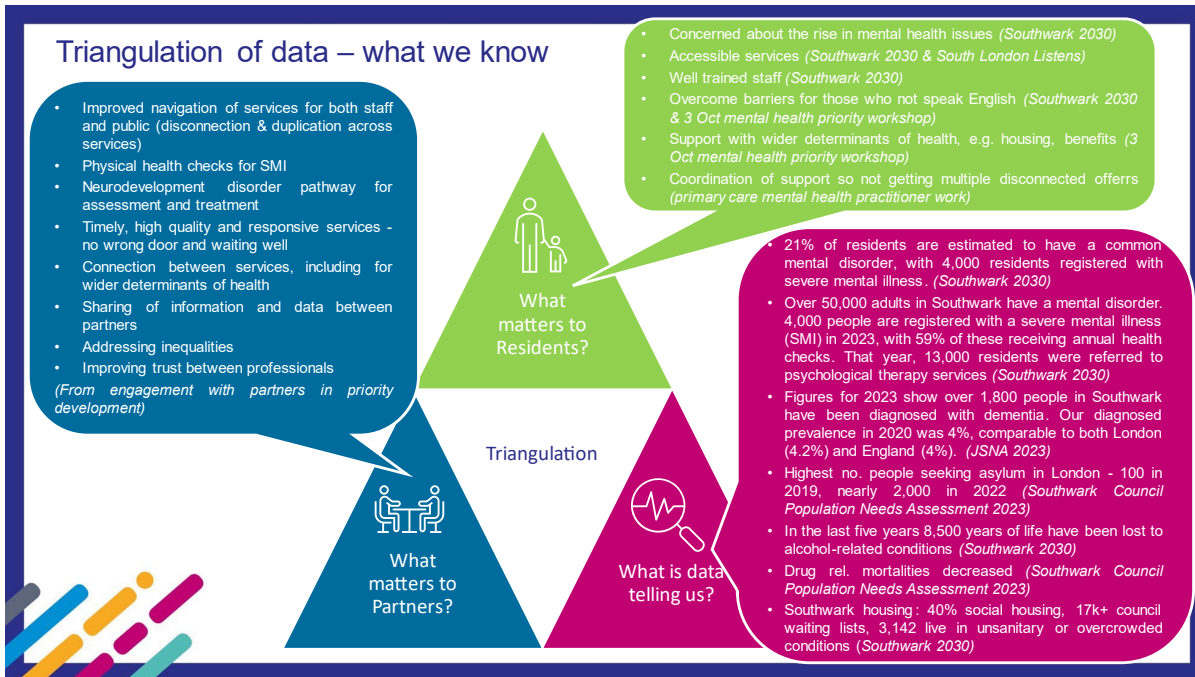 Triangulation of data – what we know
• Improved navigation of services for both staff
and public (disconnection & duplication across
services)
• Physical health checks for SMI
• Neurodevelopment disorder pathway for
assessment and treatment
• Timely, high quality and responsive services -
no wrong door and waiting well
• Connection between services, including for
wider determinants of health
• Sharing of information and data between
partners
• Addressing inequalities
• Improving trust between professionals
(From engagement with partners in priority
development)
• Concerned about the rise in mental health issues (Southwark 2030)
• Accessible services (Southwark 2030 & South London Listens)
• Well trained staff (Southwark 2030)
• Overcome barriers for those who not speak English (Southwark 2030
& 3 Oct mental health priority workshop)
• Support with wider determinants of health, e.g. housing, benefits (3
Oct mental health priority workshop)
• Coordination of support so not getting multiple disconnected offerrs
(primary care mental health practitioner work)
What
matters to
Residents?
Triangulation
What
matters to
Partners?
What is data
telling us?
• 21% of residents are estimated to have a common
mental disorder, with 4,000 residents registered with
severe mental illness. (Southwark 2030)
• Over 50,000 adults in Southwark have a mental disorder.
4,000 people are registered with a severe mental illness
(SMI) in 2023, with 59% of these receiving annual health
checks. That year, 13,000 residents were referred to
psychological therapy services (Southwark 2030)
• Figures for 2023 show over 1,800 people in Southwark
have been diagnosed with dementia. Our diagnosed
prevalence in 2020 was 4%, comparable to both London
(4.2%) and England (4%). (JSNA 2023)
• Highest no. people seeking asylum in London - 100 in
2019, nearly 2,000 in 2022 (Southwark Council
Population Needs Assessment 2023)
• In the last five years 8,500 years of life have been lost to
alcohol-related conditions (Southwark 2030)
• Drug rel. mortalities decreased (Southwark Council
Population Needs Assessment 2023)
• Southwark housing: 40% social housing, 17k+ council
waiting lists, 3,142 live in unsanitary or overcrowded
conditions (Southwark 2030)